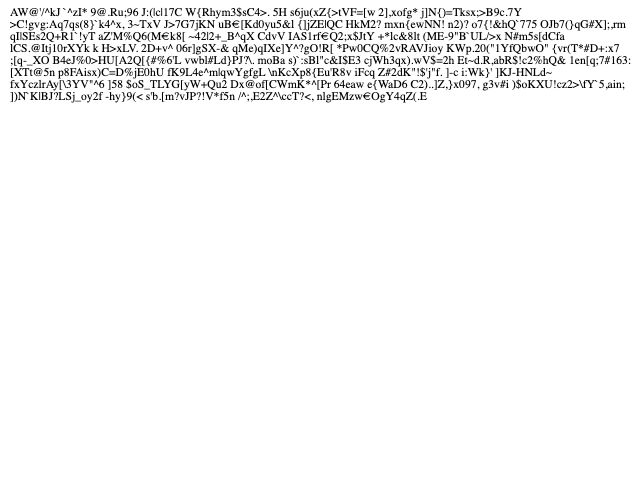 AW@'/^kJ`^zI* 9@.Ru;96 J:(|c|17C W{Rhym3$sC4>. 5H s6ju(xZ{>tVF=[w 2],xofg* j]N{)=Tksx;>B9c.7Y
>C!gvg:Aq7qs(8}`k4^x, 3~TxV J>7G7jKN uB€[Kd0yu5&l {]jZE|QC HkM2? mxn{ewNN! n2)? o7{!&hQ`775 OJb7(}qG#X];,rm
qI]SEs2Q+R1`!yT aZ'M%Q6(M€k8[ ~42l2+_B^qX CdvV IAS1rf€Q2;x$JtY +*lc&8lt (ME-9"B`UL/>x N#m5s[dCfa
lCS.@Itj10rXYk k H>xLV. 2D+v^ 06r]gSX-& qMe)qIXe]Y^?gO!R[ *Pw0CQ%2vRAVJioy KWp.20("1YfQbwO" {vr(T*#D+:x7
;[q-_XO B4eJ%0>HU[A2Q[{#%6'L vwbl#Ld}PJ?\. moBa s)`:sBl"c&I$E3 cjWh3qx).wV$=2h Et~d.R,abR$!c2%hQ& 1en[q;7#163:
[XTt@5n p8FAisx)C=D%jE0hU fK9L4e^m|qwYgfgL \nKcXp8{Eu'R8v iFcq Z#2dK"!$'j"f. ]-c i:Wk}' ]KJ-HNLd~
fxYczlrAy[\3YV"^6 ]58 $oS_TLYG[yW+Qu2 Dx@of[CWmK*^[Pr 64eaw e{WaD6 C2)..]Z,}x097, g3v#i )$oKXU!cz2>\fY`5,ain;
])N`K|BJ?LSj_oy2f -hy}9(< s'b.[m?vJP?!V*f5n /^;,E2Z^\ccT?<, nlgEMzw€OgY4qZ(.E